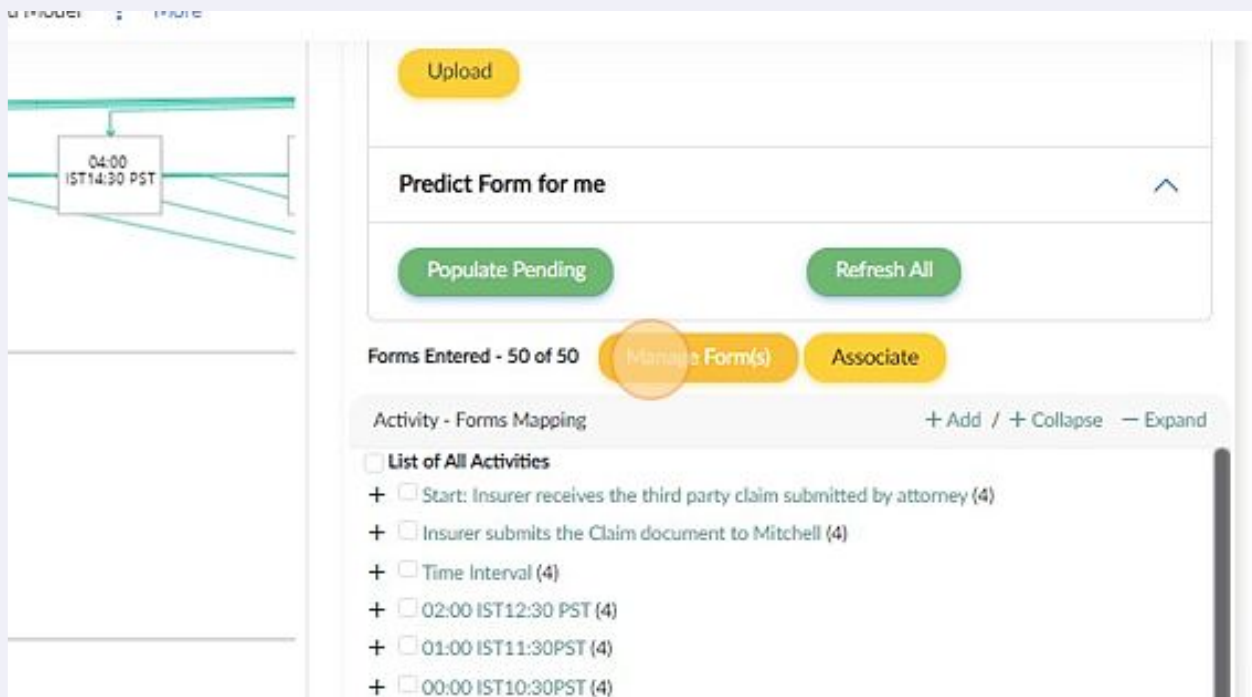 More
Upload
04:00
IST14:30 PST
Predict Form for me
Populate Pending
Refresh All
Forms Entered - 50 of 50
Manage Form(s)
Associate
Activity - Forms Mapping
+ Add / + Collapse — Expand
List of All Activities
+ Start: Insurer receives the third party claim submitted by attorney (4)
+ Insurer submits the Claim document to Mitchell (4)
+ Time Interval (4)
+ 02:00 IST12:30 PST (4)
+ 01:00 IST11:30PST (4)
+ 00:00 IST10:30PST (4)